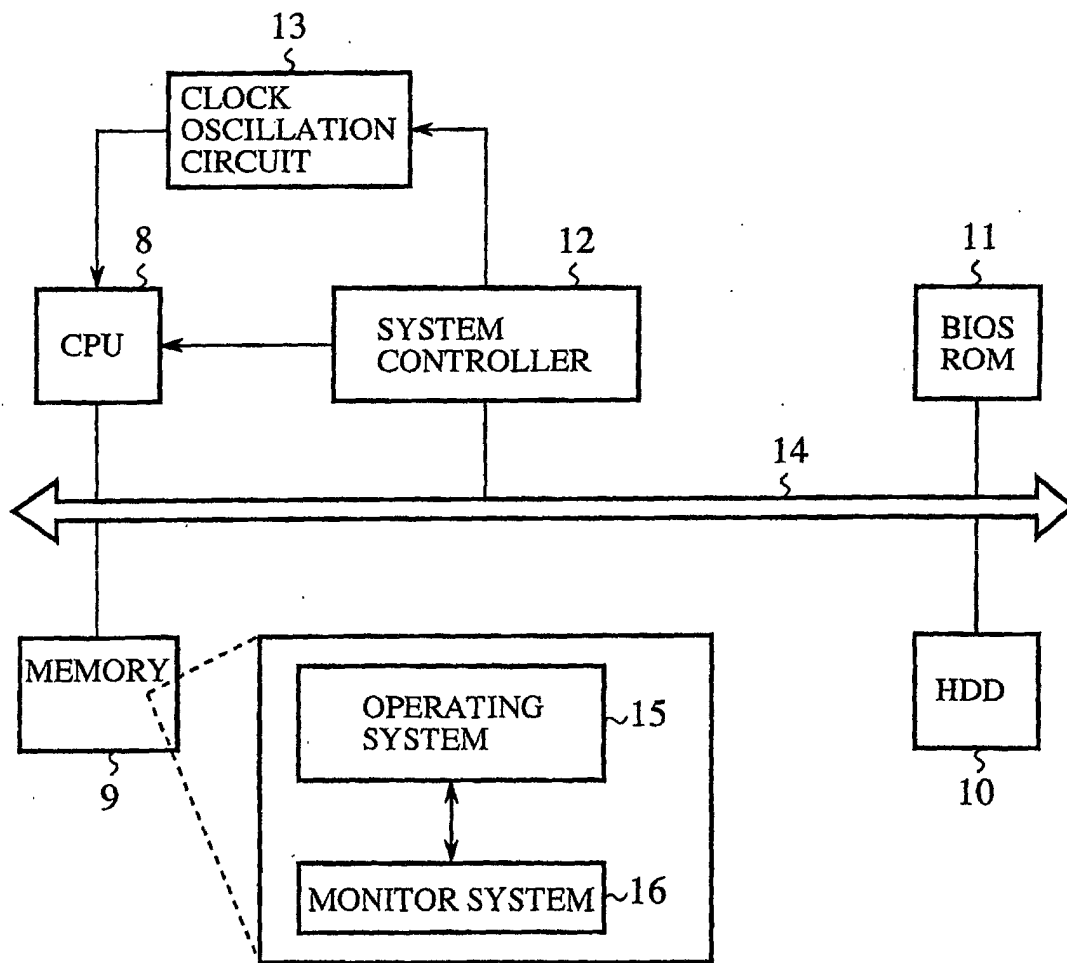 13
CLOCK
OSCILLATION
CIRCUIT
8
CPU
12
SYSTEM
CONTROLLER
11
BIOS
ROM
14
MEMORY
9
OPERATING
SYSTEM
15
MONITOR SYSTEM
16
HDD
10